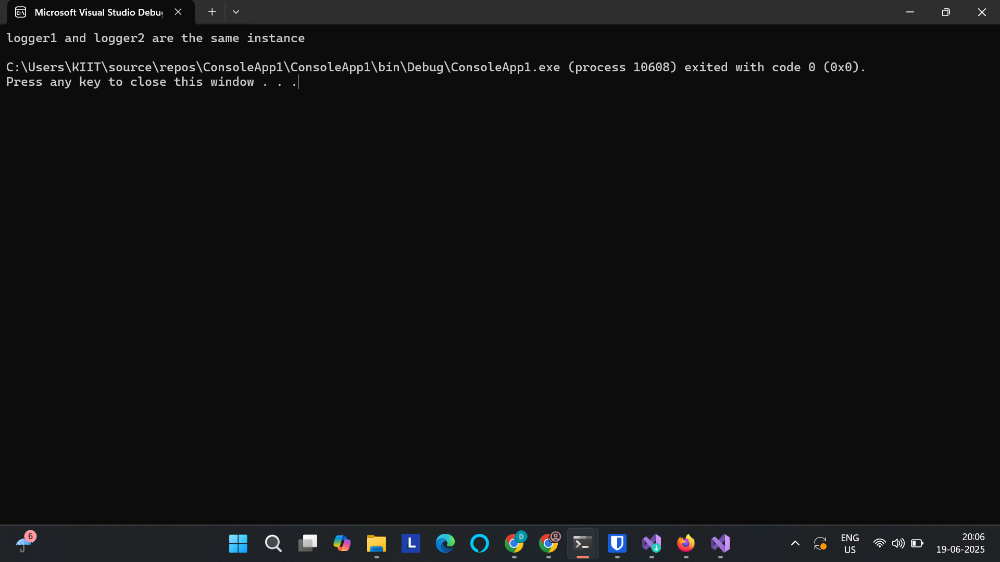 Microsoft Visual Studio Debu
logger1 and logger2 are the same instance
C:\Users\KIIT\source\repos\ConsoleApp1\ConsoleApp1\bin\Debug\ConsoleApp1.exe (process 10608) exited with code 0 (0x0).
Press any key to close this window . . .
6
L
D
ENG
US
20:06
19-06-2025